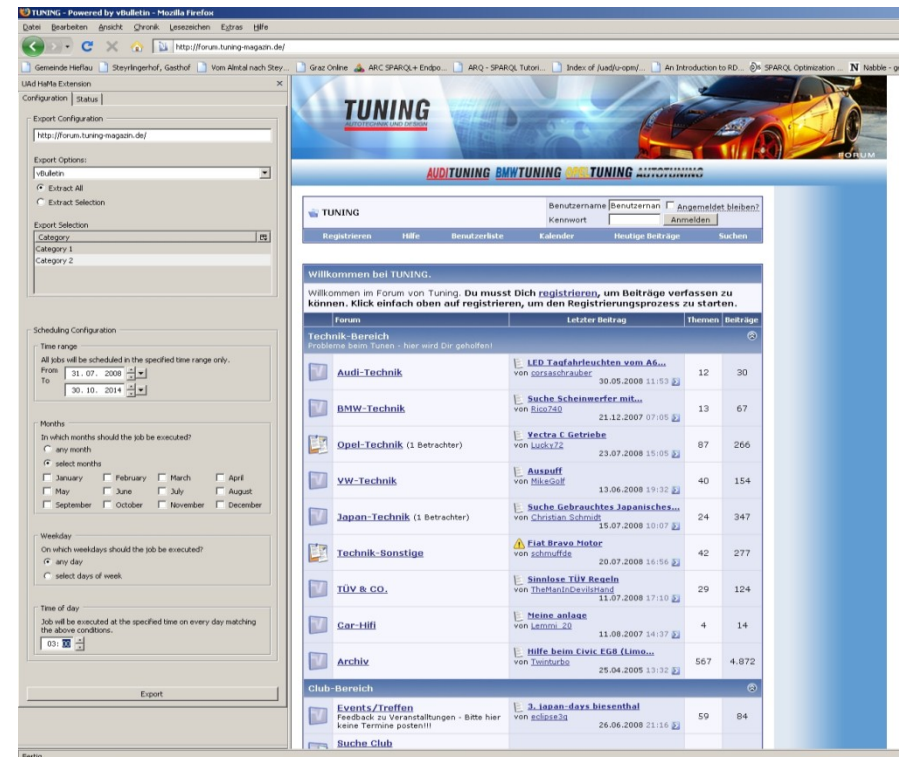 TUNING - Powered by vBulletin - Mozilla Firefox
Datei Bearbeiten Ansicht Chronik Lesezeichen Extras Hilfe
http://forum.tuning-magazin.de/
Gemeinde Hieflau Steyrlingerhof, Gasthof Vom Almtal nach Stey... Graz Online ARC SPARQL+ Endpo... ARQ - SPARQL Tutori... Index of /uad/u-opm/... An Introduction to RD... SPARQL Optimization ... Nabble -
UAd HaMa Extension
Configuration Status
Export Configuration
http://forum.tuning-magazin.de/
Export Options:
vBulletin
Extract All
Extract Selection
Export Selection
Category
Category 1
Category 2
Scheduling Configuration
Time range
All jobs will be scheduled in the specified time range only.
From 31. 07. 2008
To
30. 10. 2014
Months
In which months should the job be executed?
any month
select months
January February March April
May June July August
September October November December
Weekday
On which weekdays should the job be executed?
any day
select days of week
Time of day
Job will be executed at the specified time on every day matching
the above conditions.
03: 00
Export
Fertig
TUNING
AUTOTECHNIK UND DESIGN
FORUM
AUDITUNING BMWTUNING OPELTUNING AUTOTUNING
TUNING
Benutzername Benutzernan Angemeldet bleiben?
Kennwort Anmelden
Registrieren Hilfe Benutzerliste Kalender Heutige Beiträge Suchen
Willkommen bei TUNING.
Willkommen im Forum von Tuning. Du musst Dich registrieren, um Beiträge verfassen zu
können. Klick einfach oben auf registrieren, um den Registrierungsprozess zu starten.
Forum Letzter Beitrag Themen Beiträge
Technik-Bereich
Probleme beim Tunen - hier wird Dir geholfen!
Audi-Technik LED Tagfahrleuchten vom A6... von corsaschrauber 30.05.2008 11:53 12 30
BMW-Technik Suche Scheinwerfer mit... von Rico740 21.12.2007 07:05 13 67
Opel-Technik (1 Betrachter) Vectra C Getriebe von Lucky72 23.07.2008 15:05 87 266
VW-Technik Auspuff von MikeGolf 13.06.2008 19:32 40 154
Japan-Technik (1 Betrachter) Suche Gebrauchtes Japanisches... von Christian Schmidt 15.07.2008 10:07 24 347
Technik-Sonstige Fiat Bravo Motor von schmuffde 20.07.2008 16:56 42 277
TÜV & CO. Sinnlose TÜV Regeln von TheManInDevilsHand 11.07.2008 17:10 29 124
Car-Hifi Meine anlage von Lemmi_20 11.08.2007 14:37 4 14
Archiv Hilfe beim Civic EG8 (Limo... von Twinturbo 25.04.2005 13:32 567 4.872
Club-Bereich
Events/Treffen 3. japan-days biesenthal
Feedback zu Veranstalltungen - Bitte hier von eclipse3g 59 84
keine Termine posten!!! 26.06.2008 21:16
Suche Club